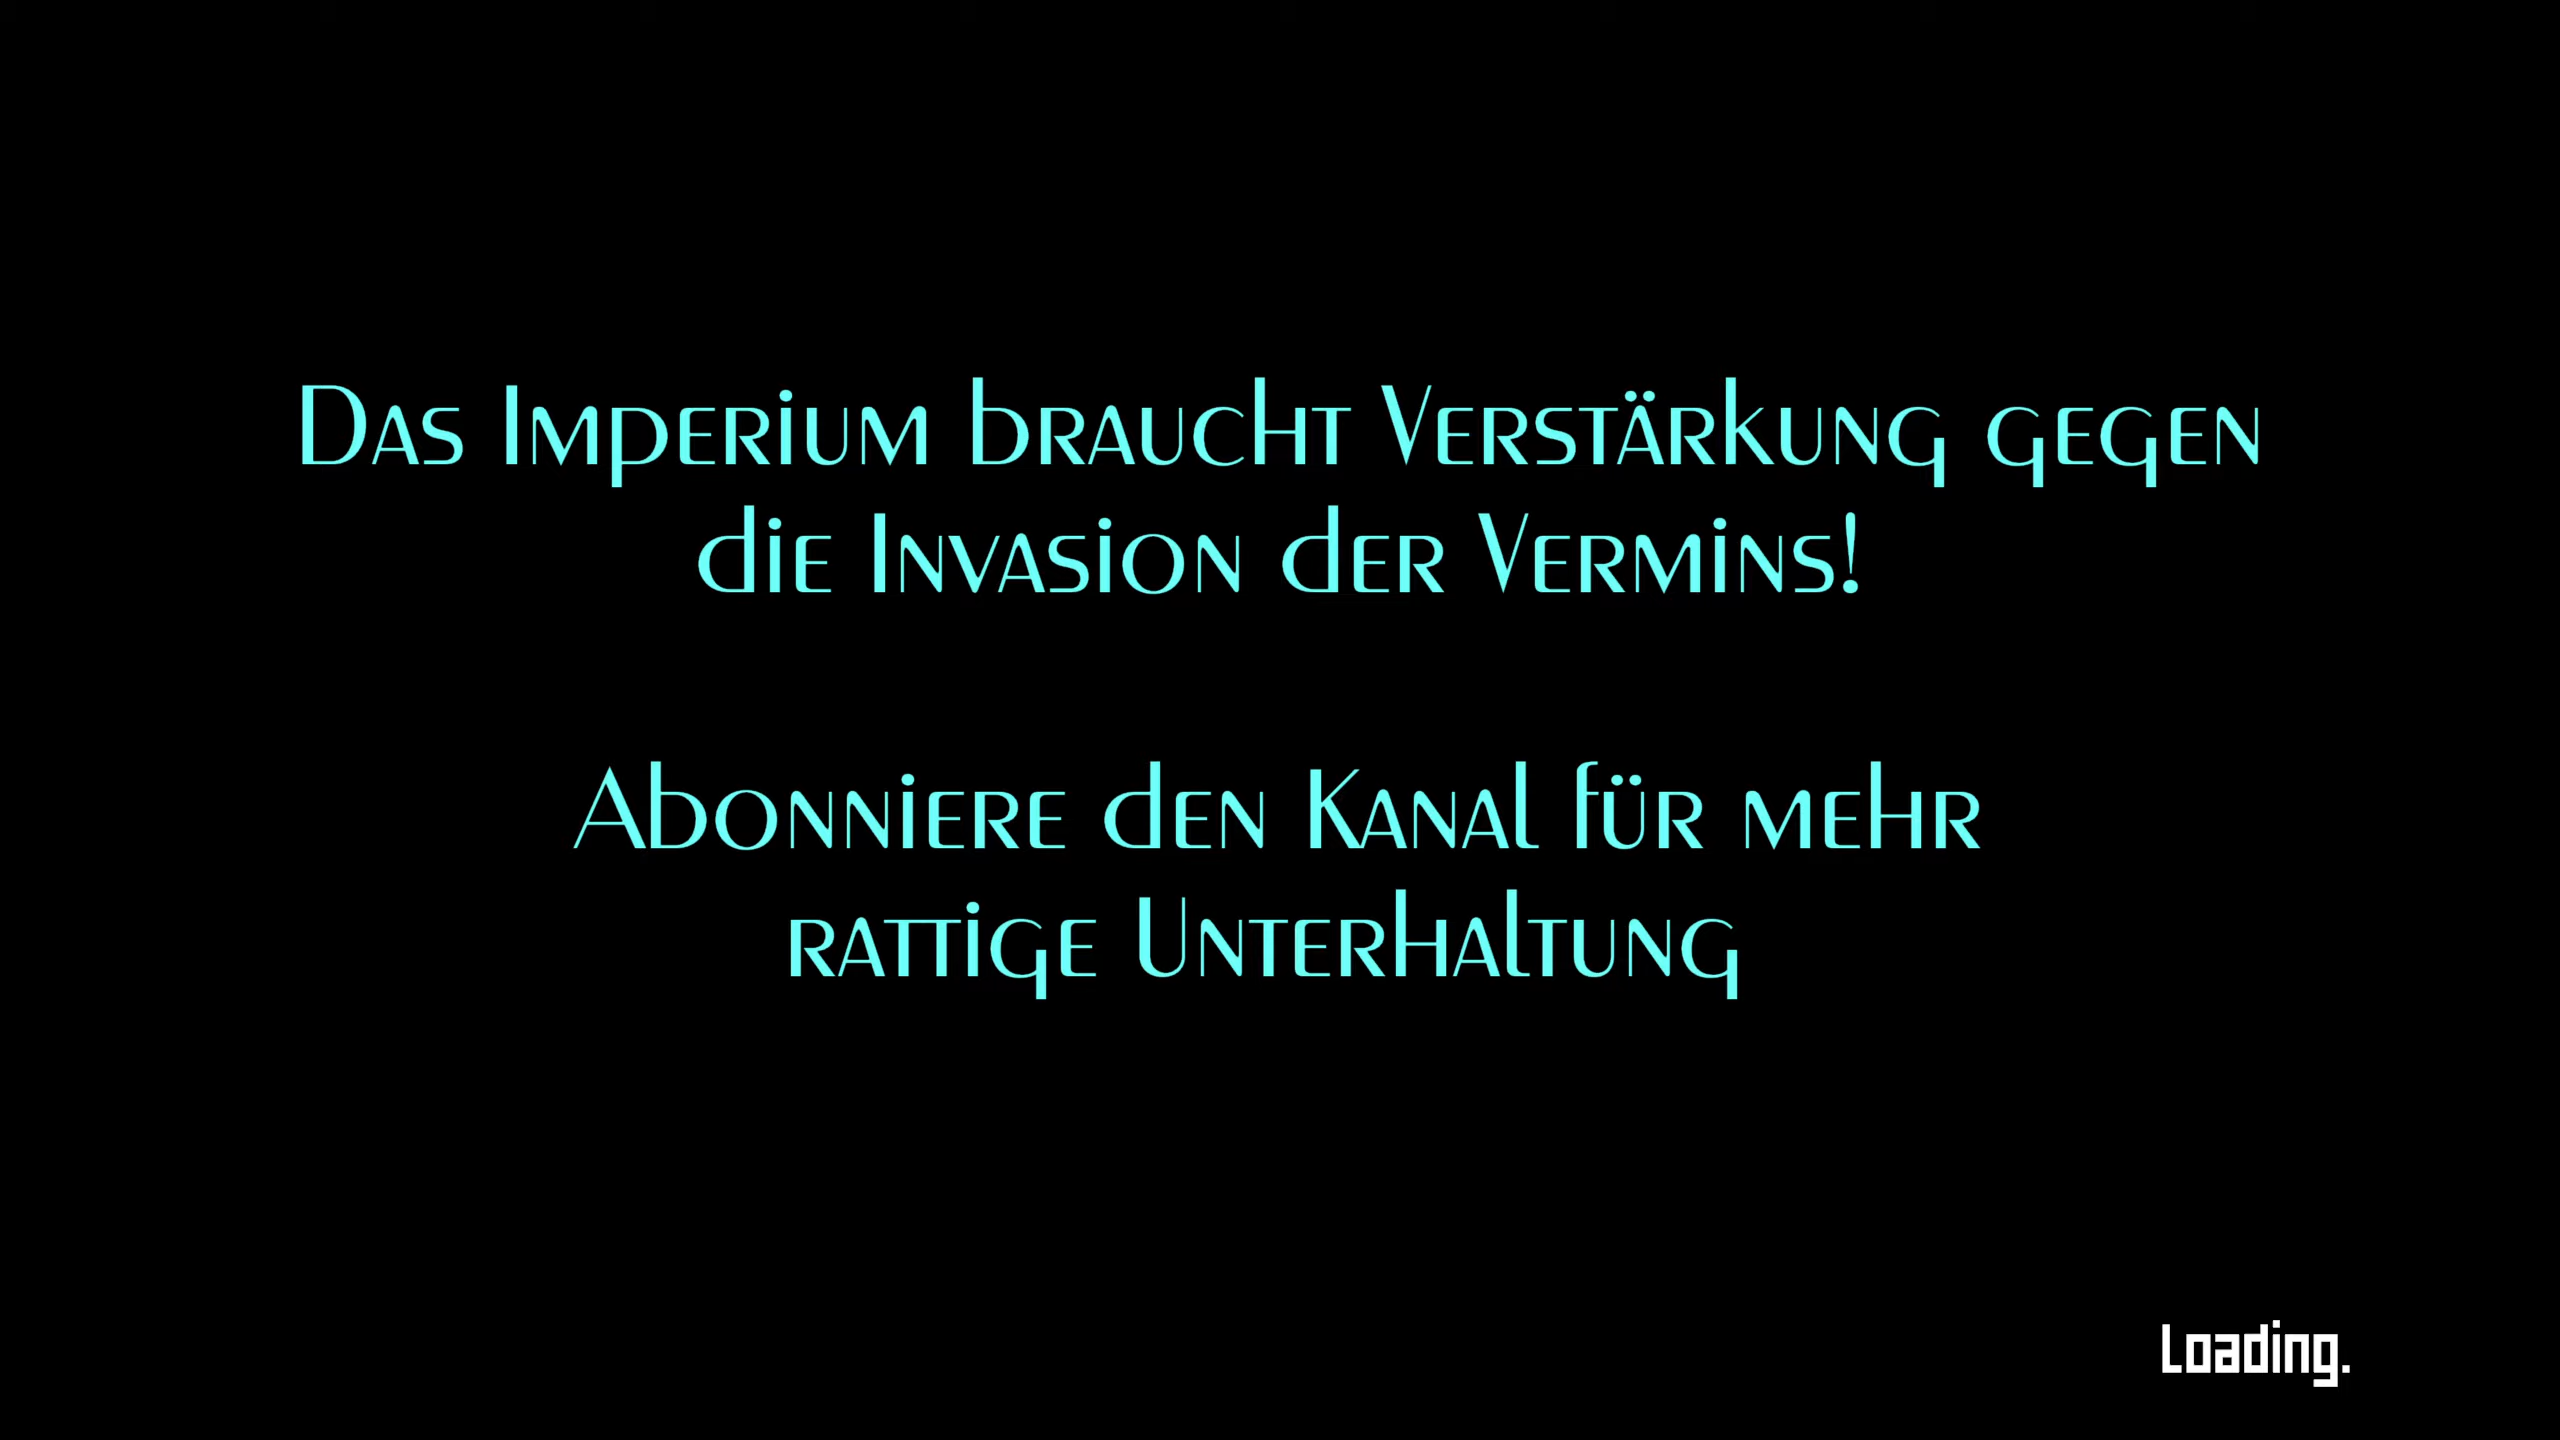 Das Imperium braucht Verstärkung gegen
die Invasion der Vermins!
Abonniere den Kanal für mehr
rattige Unterhaltung
Loading.